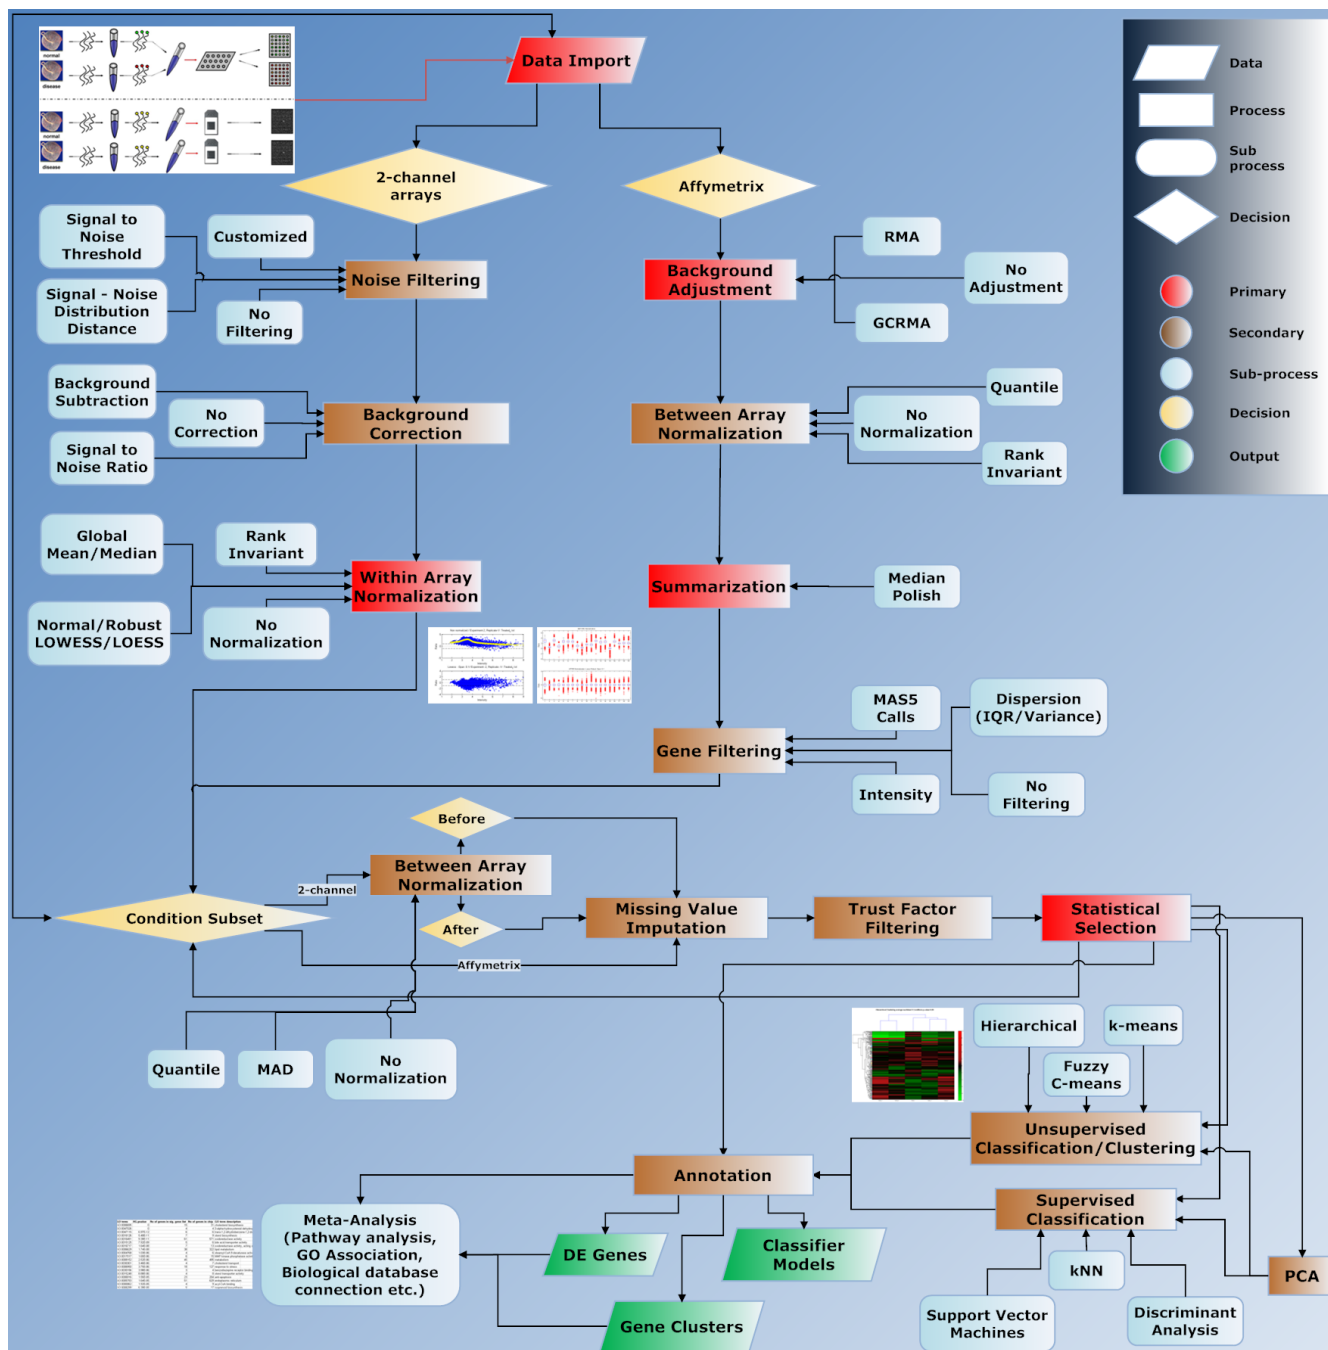 normal
disease
normal
disease
Data Import
Data
Process
Sub
process
Decision
Primary
Secondary
Sub-process
Decision
Output
2-channel
arrays
Affymetrix
Signal to
Noise
Threshold
Customized
Noise Filtering
Signal - Noise
Distribution
Distance
No
Filtering
RMA
Background
Adjustment
No
Adjustment
GCRMA
Background
Subtraction
No
Correction
Signal to
Noise Ratio
Background
Correction
Quantile
Between Array
Normalization
No
Normalization
Rank
Invariant
Global
Mean/Median
Rank
Invariant
Within Array
Normalization
Normal/Robust
LOWESS/LOESS
No
Normalization
Summarization
Median
Polish
MAS5
Calls
Dispersion
(IQR/Variance)
Gene Filtering
Intensity
No
Filtering
Before
Between Array
Normalization
2-channel
Condition Subset
After
Affymetrix
Missing Value
Imputation
Trust Factor
Filtering
Statistical
Selection
Quantile
MAD
No
Normalization
Hierarchical
k-means
Fuzzy
C-means
Unsupervised
Classification/Clustering
Annotation
Supervised
Classification
Meta-Analysis
(Pathway analysis,
GO Association,
Biological database
connection etc.)
DE Genes
Classifier
Models
Gene Clusters
kNN
PCA
Support Vector
Machines
Discriminant
Analysis